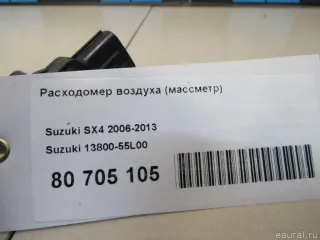 Расходомер воздуха (массметр)
Suzuki SX4 2006-2013
Suzuki 13800-55L00
80 705 105
© eaural.ru